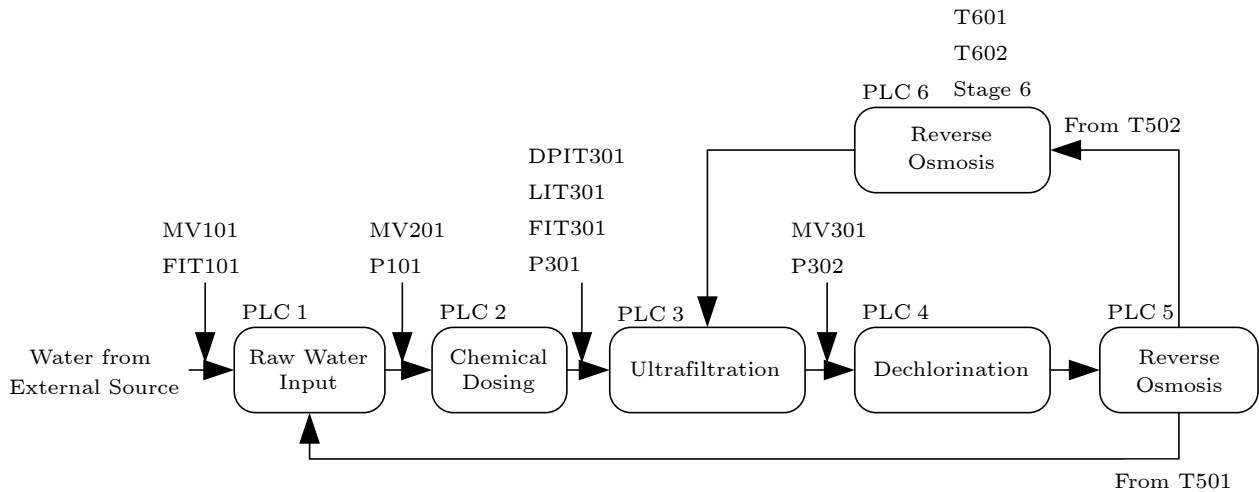 T601
T602
Stage 6
PLC 6
Reverse
Osmosis
From T502
DPIT301
LIT301
FIT301
P301
MV101
FIT101
MV201
P101
MV301
P302
PLC 1
PLC 2
PLC 3
PLC 4
PLC 5
Water from
External Source
Raw Water
Input
Chemical
Dosing
Ultrafiltration
Dechlorination
Reverse
Osmosis
From T501